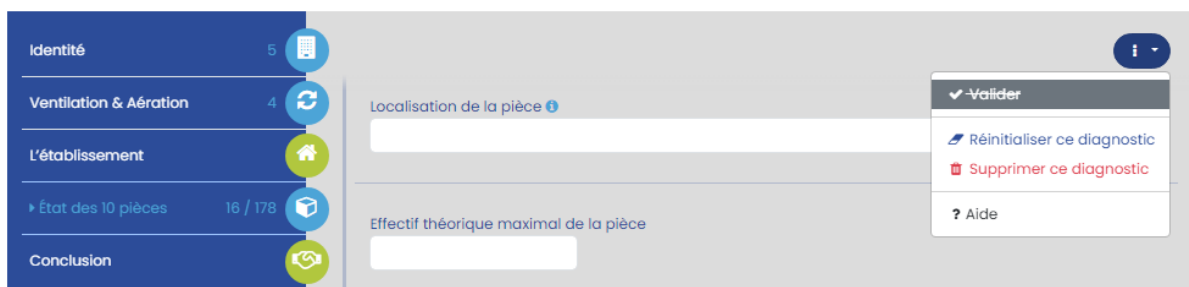 Identité 5
Ventilation & Aération 4
L'établissement
État des 10 pièces 16 / 178
Conclusion
Localisation de la pièce
Effectif théorique maximal de la pièce
Valider
Réinitialiser ce diagnostic
Supprimer ce diagnostic
? Aide